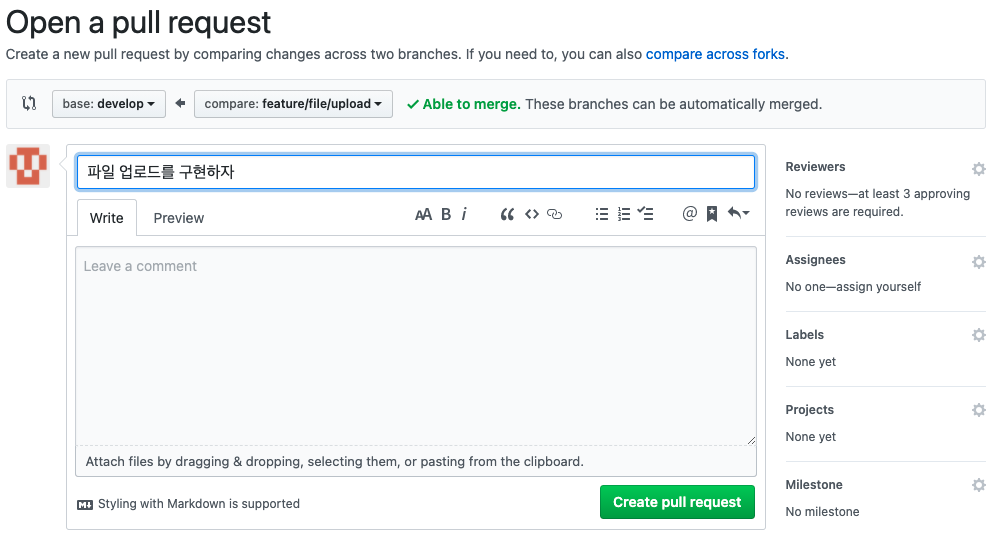 Open a pull request
Create a new pull request by comparing changes across two branches. If you need to, you can also compare across forks.
base: develop
compare: feature/file/upload
Able to merge. These branches can be automatically merged.
파일 업로드를 구현하자
Write
Preview
AA B i
Leave a comment
Attach files by dragging & dropping, selecting them, or pasting from the clipboard.
Styling with Markdown is supported
Create pull request
Reviewers
No reviews—at least 3 approving
reviews are required.
Assignees
No one—assign yourself
Labels
None yet
Projects
None yet
Milestone
No milestone